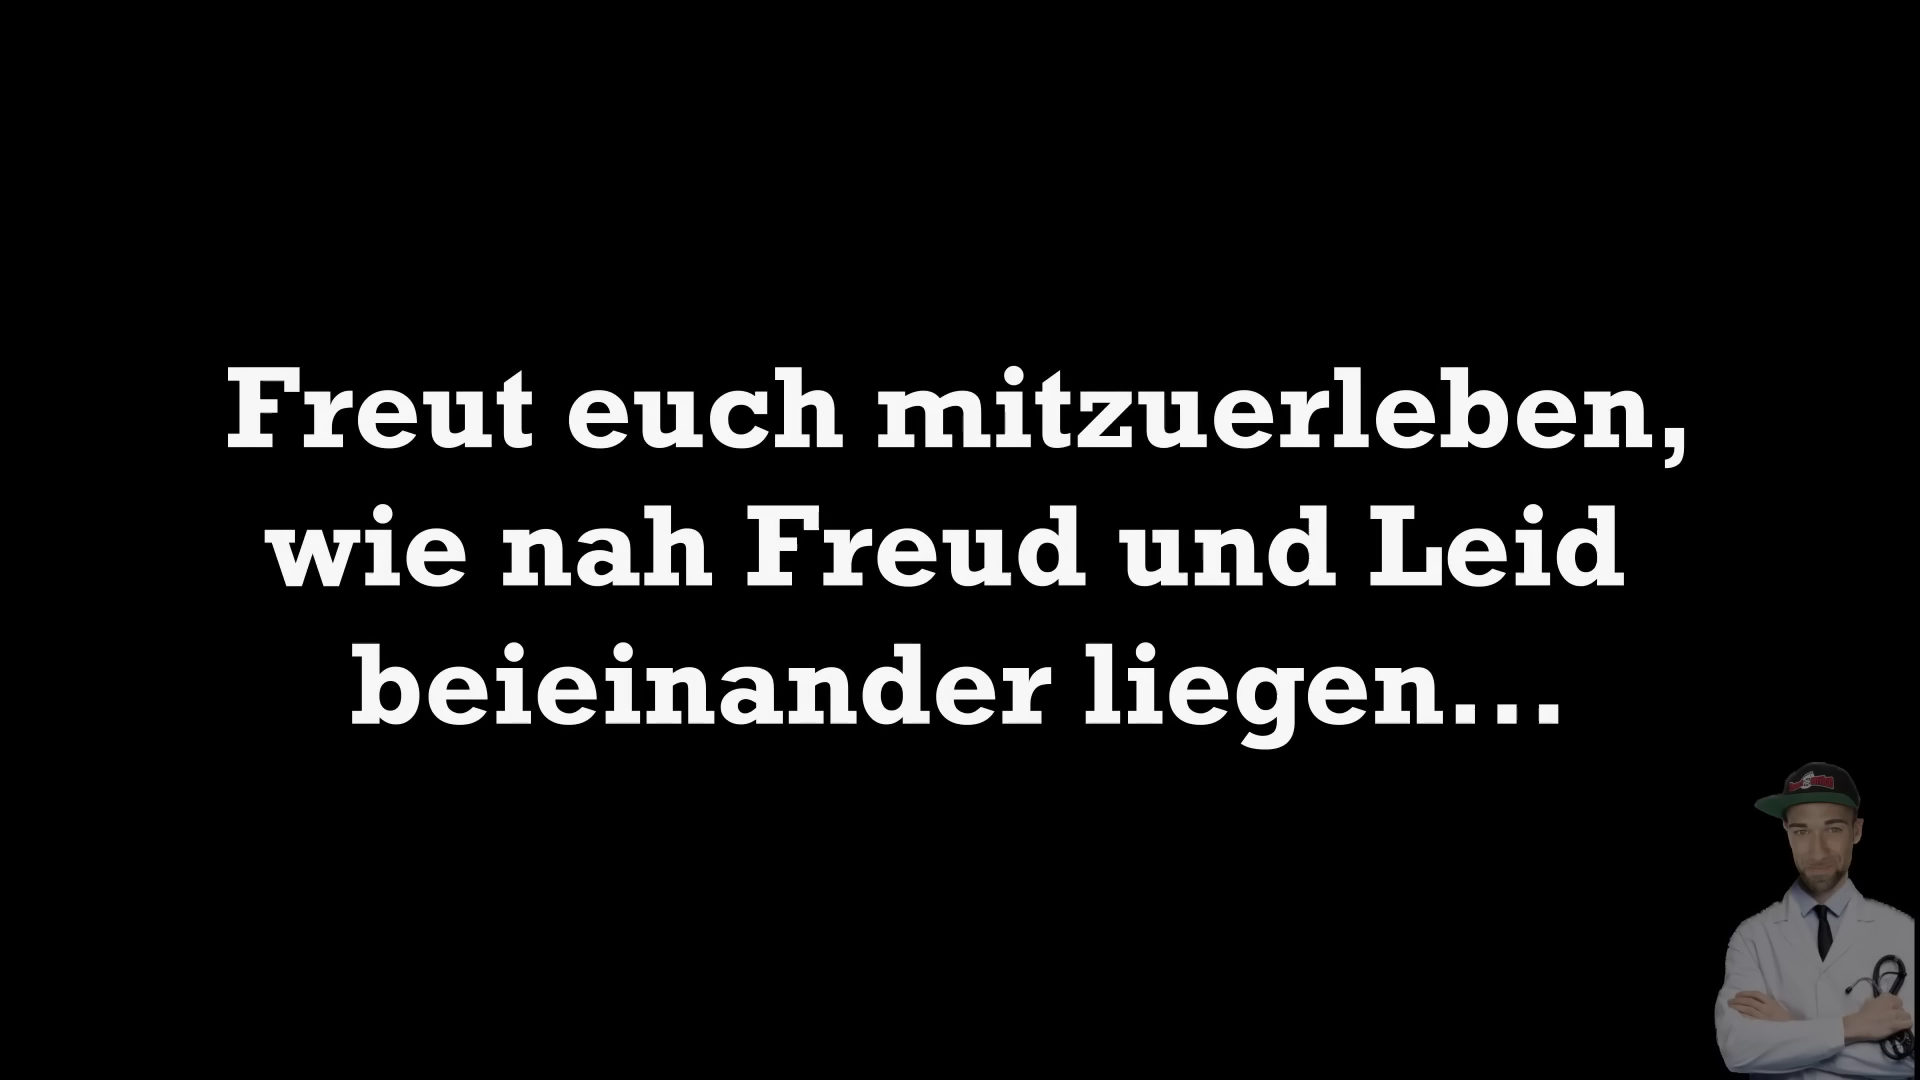 Freut euch mitzuerleben,
wie nah Freud und Leid
beieinander liegen...